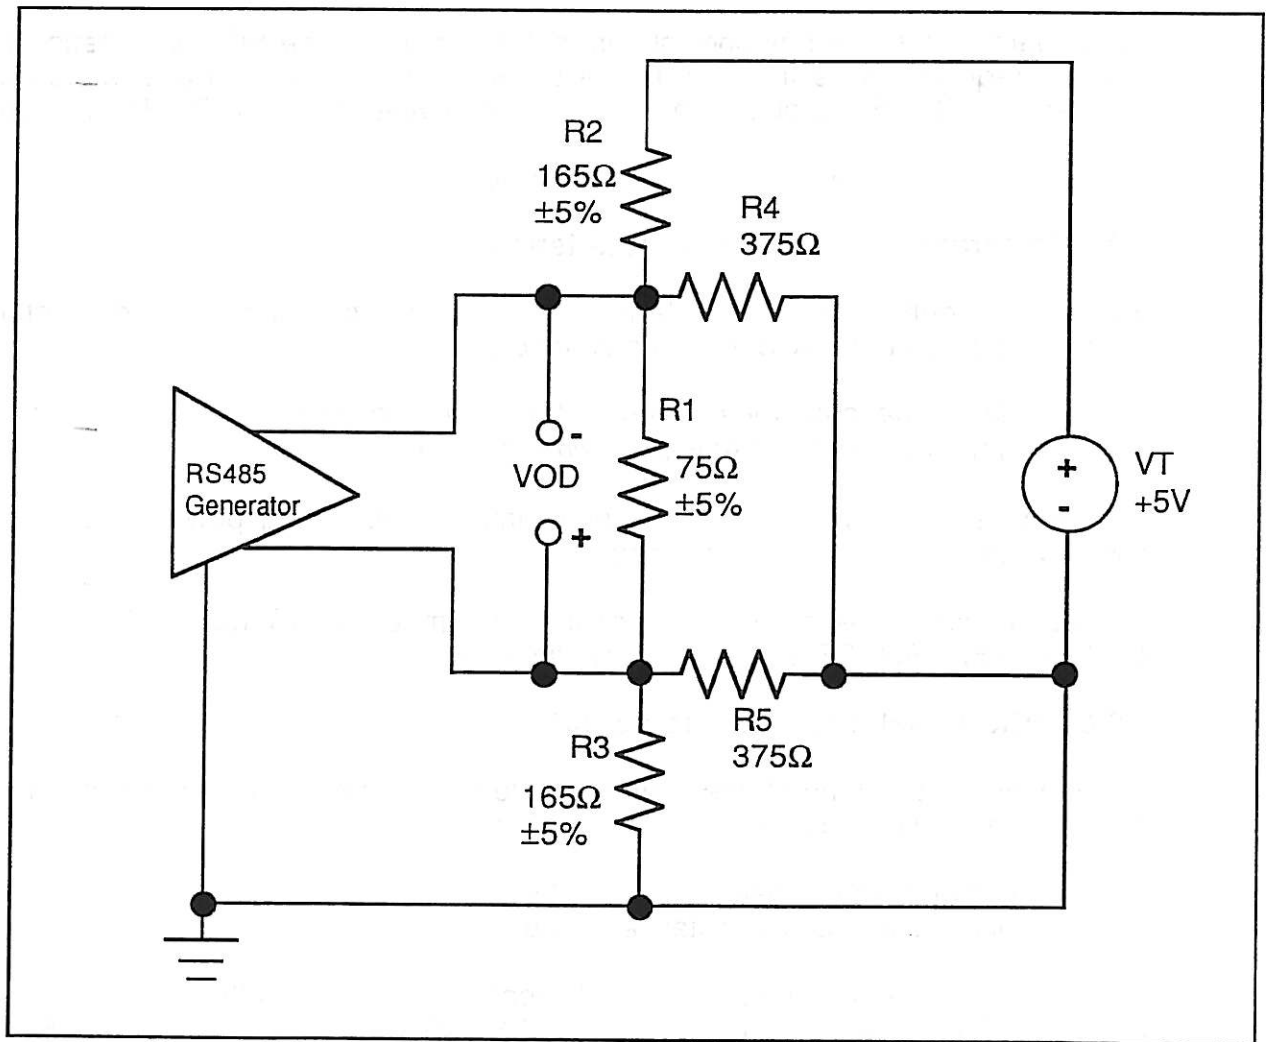 R2
165Ω
±5%
R4
375Ω
R1
75Ω
±5%
-
VOD
+
RS485
Generator
+
-
VT
+5V
R5
375Ω
R3
165Ω
±5%